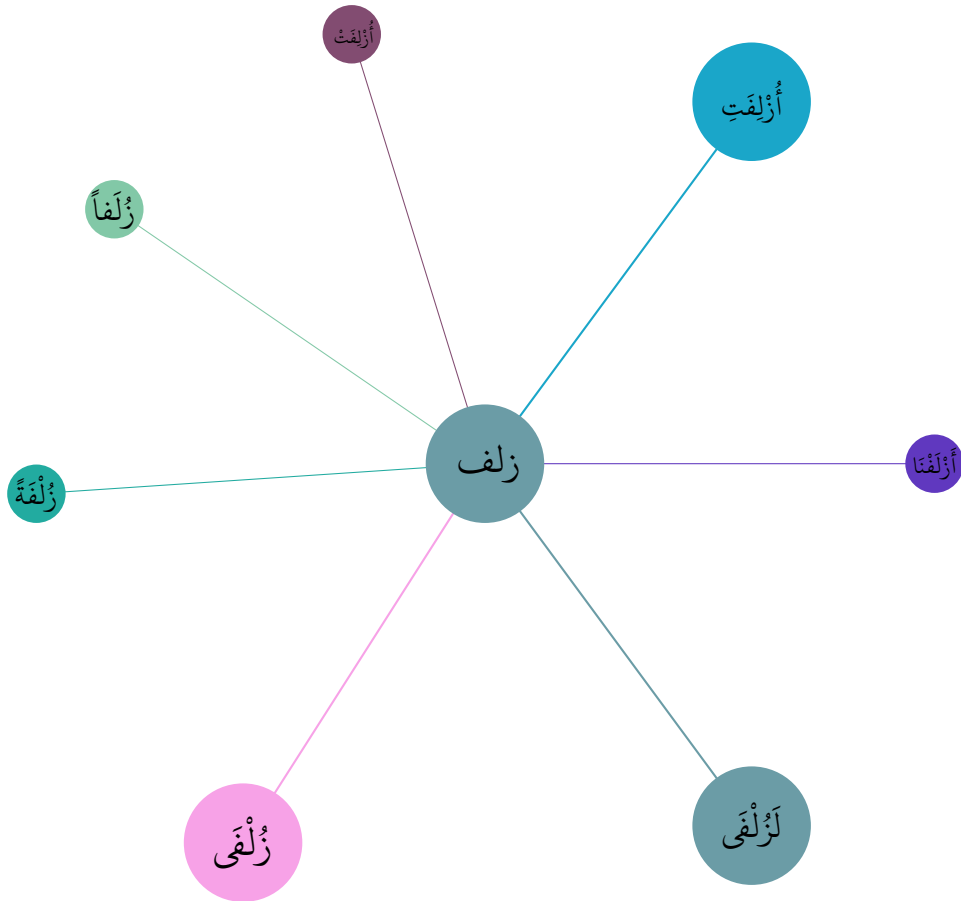 أُزْلِفَتْ
أُزْلِفَتِ
زُلَفاً
زلف
أَزْلَفْنَا
زُلْفَةً
زُلْفَى
لَزُلْفَى